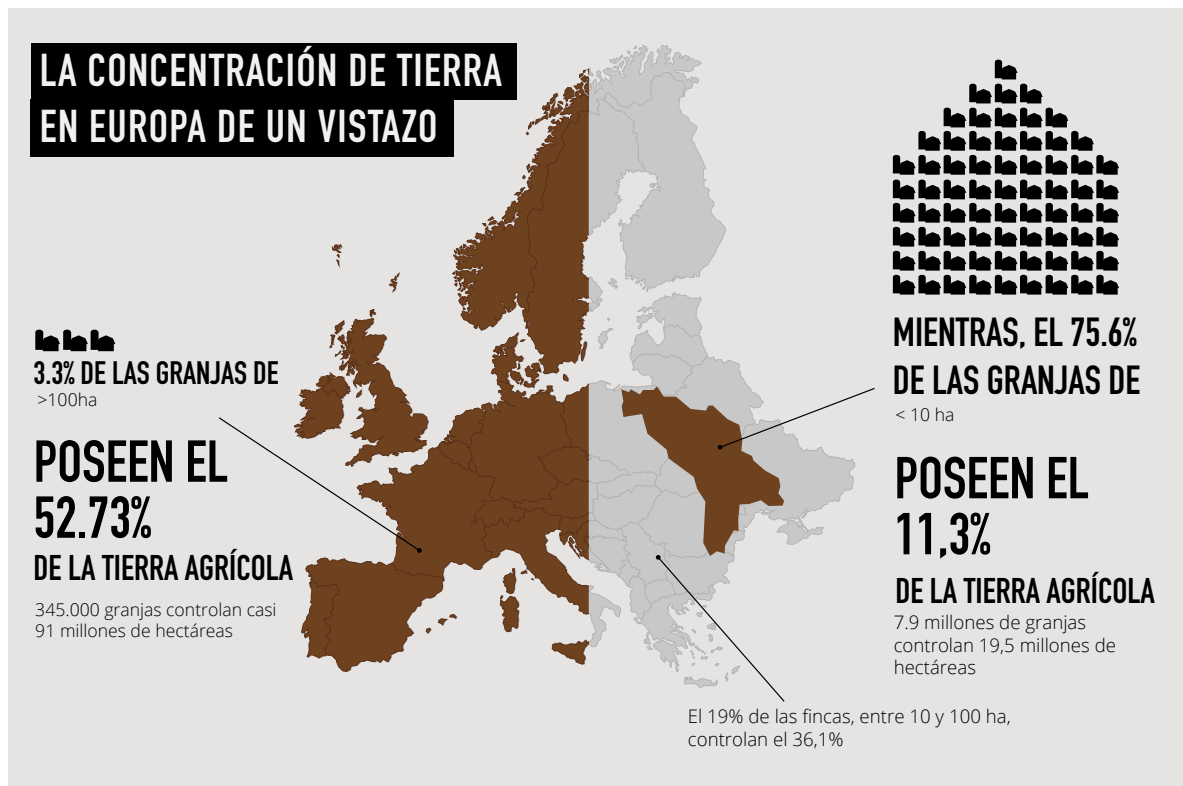 LA CONCENTRACIÓN DE TIERRA
EN EUROPA DE UN VISTAZO
3.3% DE LAS GRANJAS DE
>100ha
POSEEN EL
52.73%
DE LA TIERRA AGRÍCOLA
345.000 granjas controlan casi
91 millones de hectáreas
MIENTRAS, EL 75.6%
DE LAS GRANJAS DE
< 10 ha
POSEEN EL
11,3%
DE LA TIERRA AGRÍCOLA
7.9 millones de granjas
controlan 19,5 millones de
hectáreas
El 19% de las fincas, entre 10 y 100 ha,
controlan el 36,1%